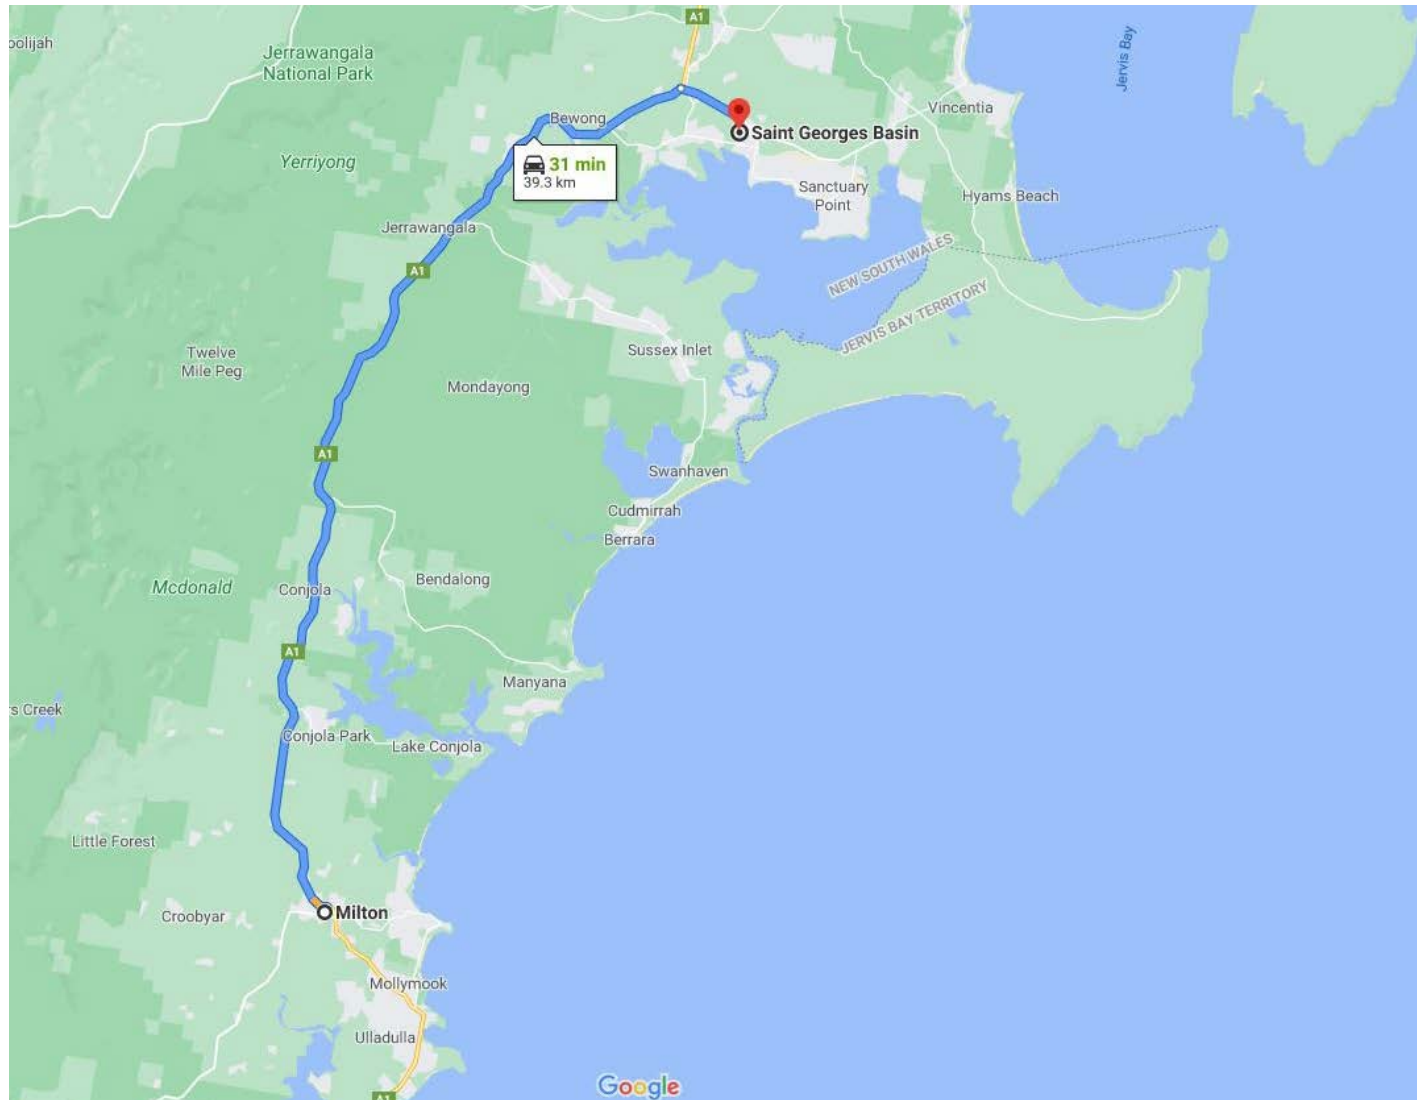 A1
oolijah
Jerrawangala
National Park
Jervis Bay
Vincentia
Bewong
Saint Georges Basin
Yerriyong
31 min
39.3 km
Sanctuary
Point
Hyams Beach
Jerrawangala
NEW SOUTH WALES
A1
JERVIS BAY TERRITORY
Twelve
Mile Peg
Sussex Inlet
Mondayong
A1
Swanhaven
Cudmirrah
Berrara
Bendalong
Mcdonald
Conjola
A1
Manyana
rs Creek
Conjola Park
Lake Conjola
Little Forest
Milton
Croobyar
Mollymook
Ulladulla
Google
A1